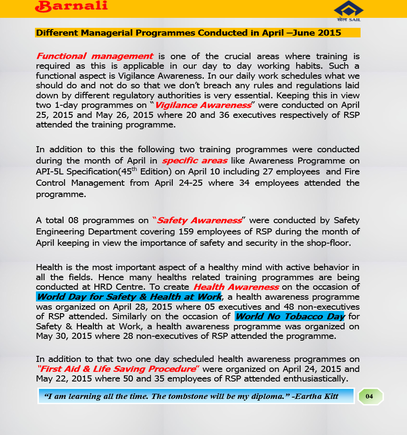 Barnali
सेल SAIL
Different Managerial Programmes Conducted in April –June 2015
Functional management is one of the crucial areas where training is
required as this is applicable in our day to day working habits. Such a
functional aspect is Vigilance Awareness. In our daily work schedules what we
should do and not do so that we don't breach any rules and regulations laid
down by different regulatory authorities is very essential. Keeping this in view
two 1-day programmes on "Vigilance Awareness" were conducted on April
25, 2015 and May 26, 2015 where 20 and 36 executives respectively of RSP
attended the training programme.
In addition to this the following two training programmes were conducted
during the month of April in specific areas like Awareness Programme on
API-5L Specification(45th Edition) on April 10 including 27 employees and Fire
Control Management from April 24-25 where 34 employees attended the
programme.
A total 08 programmes on "Safety Awareness" were conducted by Safety
Engineering Department covering 159 employees of RSP during the month of
April keeping in view the importance of safety and security in the shop-floor.
Health is the most important aspect of a healthy mind with active behavior in
all the fields. Hence many healths related training programmes are being
conducted at HRD Centre. To create Health Awareness on the occasion of
World Day for Safety & Health at Work, a health awareness programme
was organized on April 28, 2015 where 05 executives and 48 non-executives
of RSP attended. Similarly on the occasion of World No Tobacco Day for
Safety & Health at Work, a health awareness programme was organized on
May 30, 2015 where 28 non-executives of RSP attended the programme.
In addition to that two one day scheduled health awareness programmes on
"First Aid & Life Saving Procedure" were organized on April 24, 2015 and
May 22, 2015 where 50 and 35 employees of RSP attended enthusiastically.
"I am learning all the time. The tombstone will be my diploma." -Eartha Kitt
04